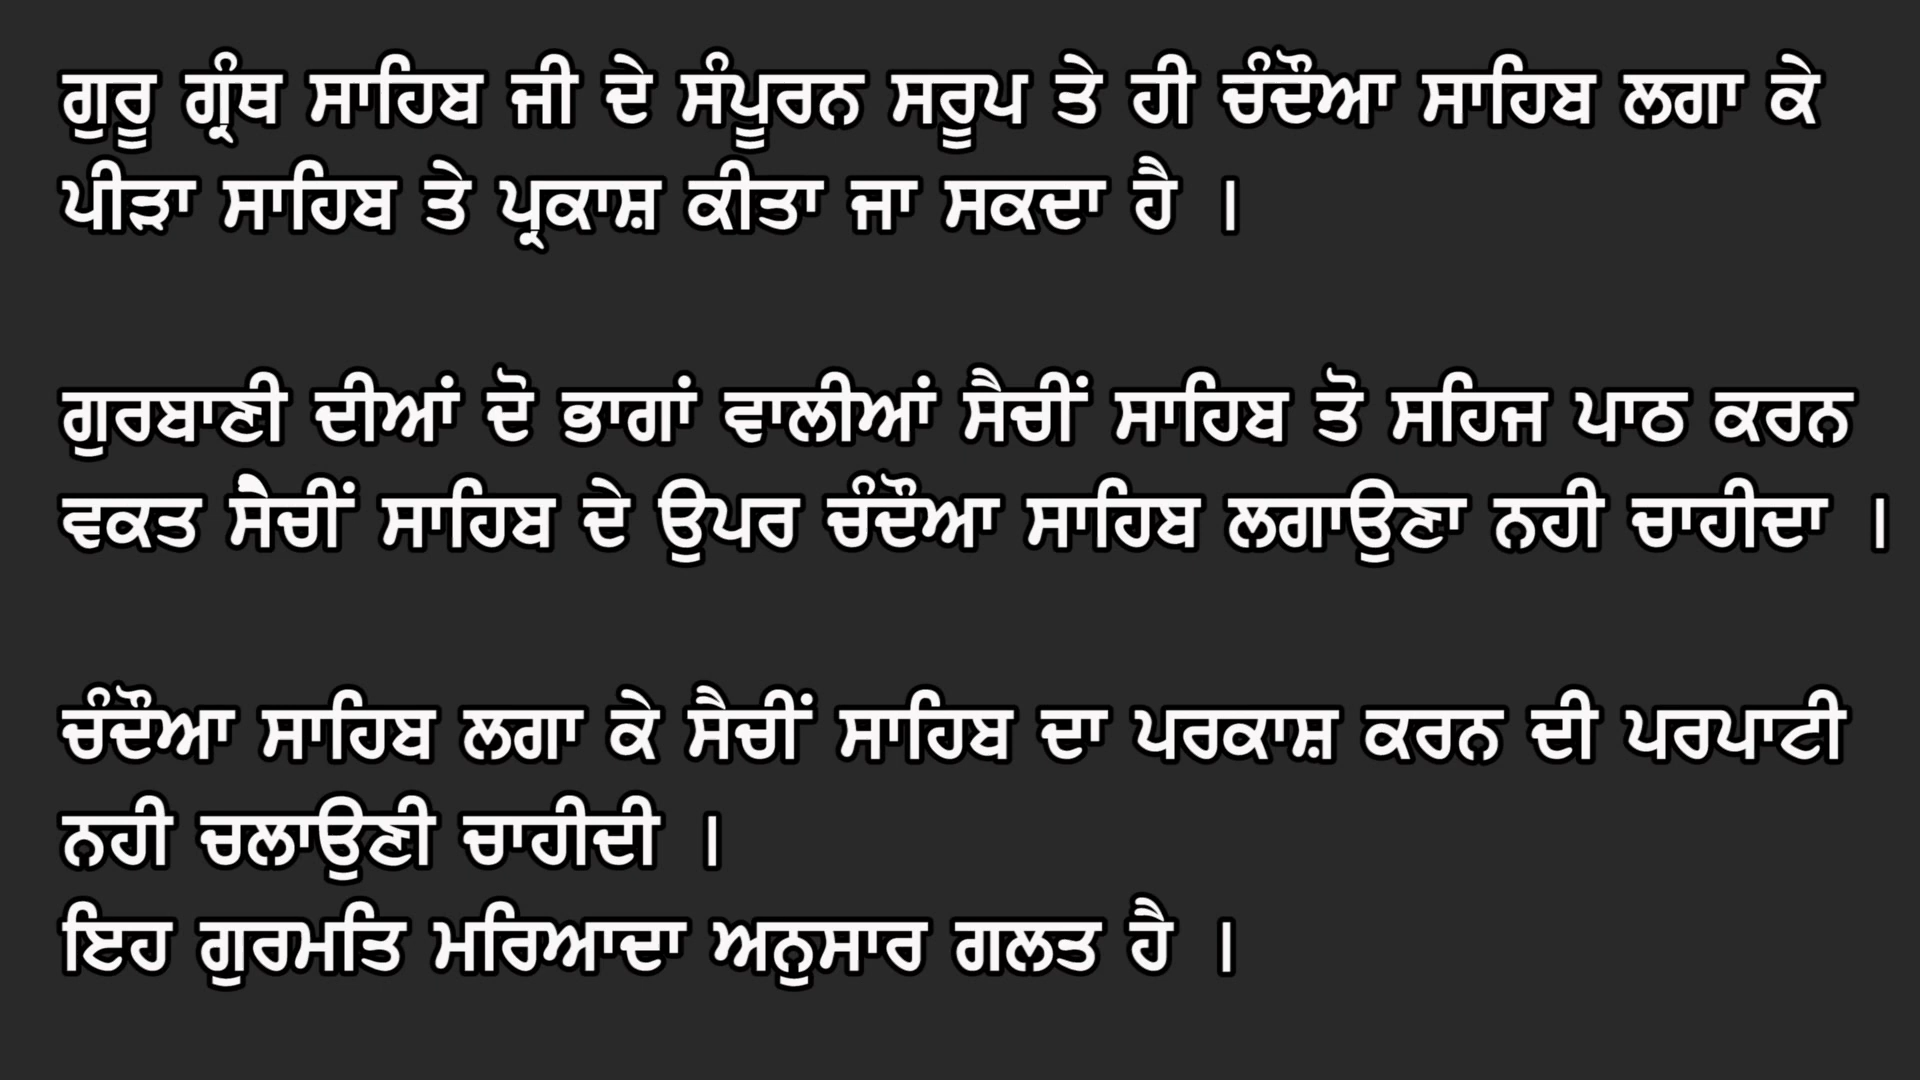 ਗੁਰੂ ਗ੍ਰੰਥ ਸਾਹਿਬ ਜੀ ਦੇ ਸੰਪੂਰਨ ਸਰੂਪ ਤੇ ਹੀ ਚੰਦੌਆ ਸਾਹਿਬ ਲਗਾ ਕੇ
ਪੀੜਾ ਸਾਹਿਬ ਤੇ ਪ੍ਰਕਾਸ਼ ਕੀਤਾ ਜਾ ਸਕਦਾ ਹੈ ।
ਗੁਰਬਾਣੀ ਦੀਆਂ ਦੋ ਭਾਗਾਂ ਵਾਲੀਆਂ ਸੈਚੀਂ ਸਾਹਿਬ ਤੋ ਸਹਿਜ ਪਾਠ ਕਰਨ
ਵਕਤ ਸੈਚੀਂ ਸਾਹਿਬ ਦੇ ਉਪਰ ਚੰਦੌਆ ਸਾਹਿਬ ਲਗਾਉਣਾ ਨਹੀ ਚਾਹੀਦਾ ।
ਚੰਦੌਆ ਸਾਹਿਬ ਲਗਾ ਕੇ ਸੈਚੀਂ ਸਾਹਿਬ ਦਾ ਪਰਕਾਸ਼ ਕਰਨ ਦੀ ਪਰਪਾਟੀ
ਨਹੀ ਚਲਾਉਣੀ ਚਾਹੀਦੀ ।
ਇਹ ਗੁਰਮਤਿ ਮਰਿਆਦਾ ਅਨੁਸਾਰ ਗਲਤ ਹੈ ।